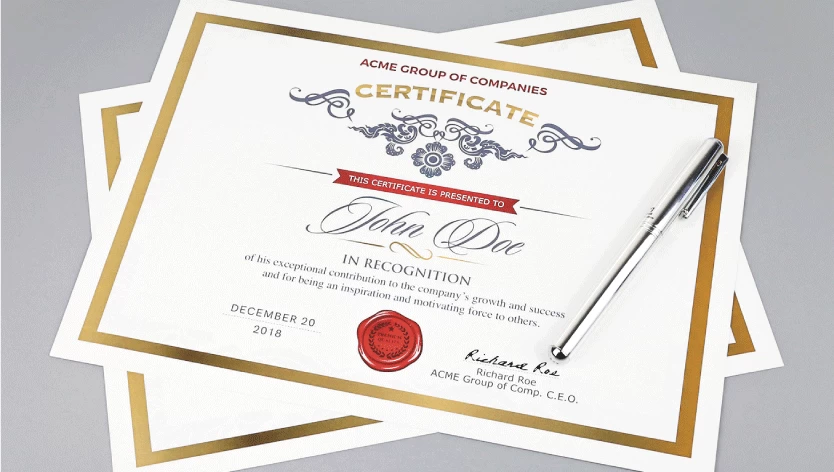 ACME GROUP OF COMPANIES
CERTIFICATE
THIS CERTIFICATE IS PRESENTED TO
John Doe
IN RECOGNITION
of his exceptional contribution to the company's growth and success
and for being an inspiration and motivating force to others.
DECEMBER 20
2018
PREMIUM
QUALITY
Richard Roe
Richard Roe
ACME Group of Comp. C.E.O.